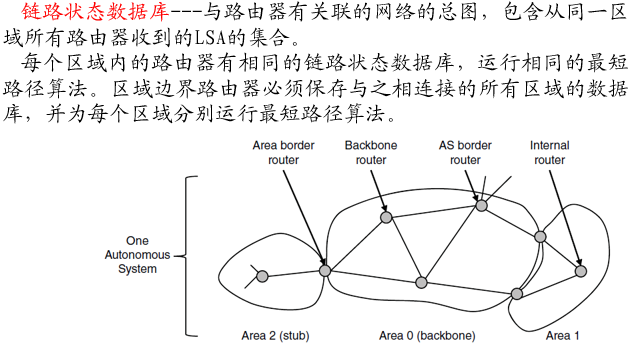 链路状态数据库---与路由器有关联的网络的总图，包含从同一区
域所有路由器收到的LSA的集合。
每个区域内的路由器有相同的链路状态数据库，运行相同的最短
路径算法。区域边界路由器必须保存与之相连接的所有区域的数据
库，并为每个区域分别运行最短路径算法。
Area border
router
Backbone
router
AS border
router
Internal
router
One
Autonomous
System
Area 2 (stub)
Area 0 (backbone)
Area 1